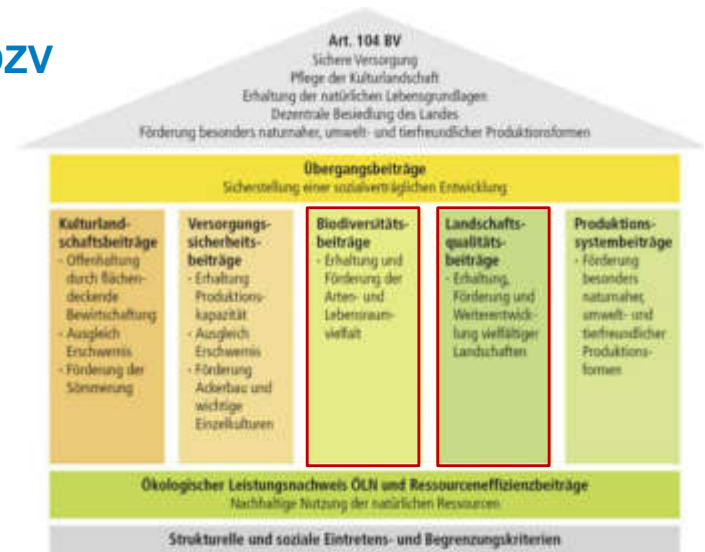 DZV
Art. 104 BV
Sichere Versorgung
Pflege der Kulturlandschaft
Erhaltung der natürlichen Lebensgrundlagen
Dezentrale Besiedlung des Landes
Förderung besonders naturnaher, umwelt- und tierfreundlicher Produktionsformen
Übergangsbeiträge
Sicherstellung einer sozialverträglichen Entwicklung
Kulturland-
schaftsbeiträge
- Offenhaltung
durch flächen-
deckende
Bewirtschaftung
- Ausgleich
Erschwernis
- Förderung der
Sömmerung
Versorgungs-
sicherheits-
beiträge
- Erhaltung
Produktions-
kapazität
- Ausgleich
Erschwernis
- Förderung
Ackerbau und
wichtige
Einzelkulturen
Biodiversitäts-
beiträge
- Erhaltung und
Förderung der
Arten- und
Lebensraum-
vielfalt
Landschafts-
qualitäts-
beiträge
- Erhaltung,
Förderung und
Weiterentwick-
lung vielfältiger
Landschaften
Produktions-
systembeiträge
- Förderung
besonders
naturnaher,
umwelt- und
tierfreundlicher
Produktions-
formen
Ökologischer Leistungsnachweis ÖLN und Ressourceneffizienzbeiträge
Nachhaltige Nutzung der natürlichen Ressourcen
Strukturelle und soziale Eintretens- und Begrenzungskriterien